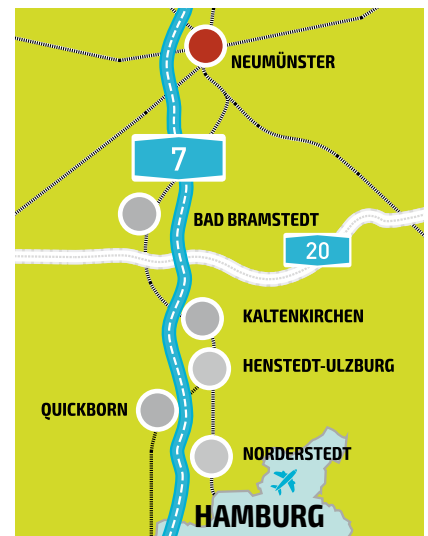 NEUMÜNSTER
7
BAD BRAMSTEDT
20
KALTENKIRCHEN
HENSTEDT-ULZBURG
QUICKBORN
NORDERSTEDT
HAMBURG